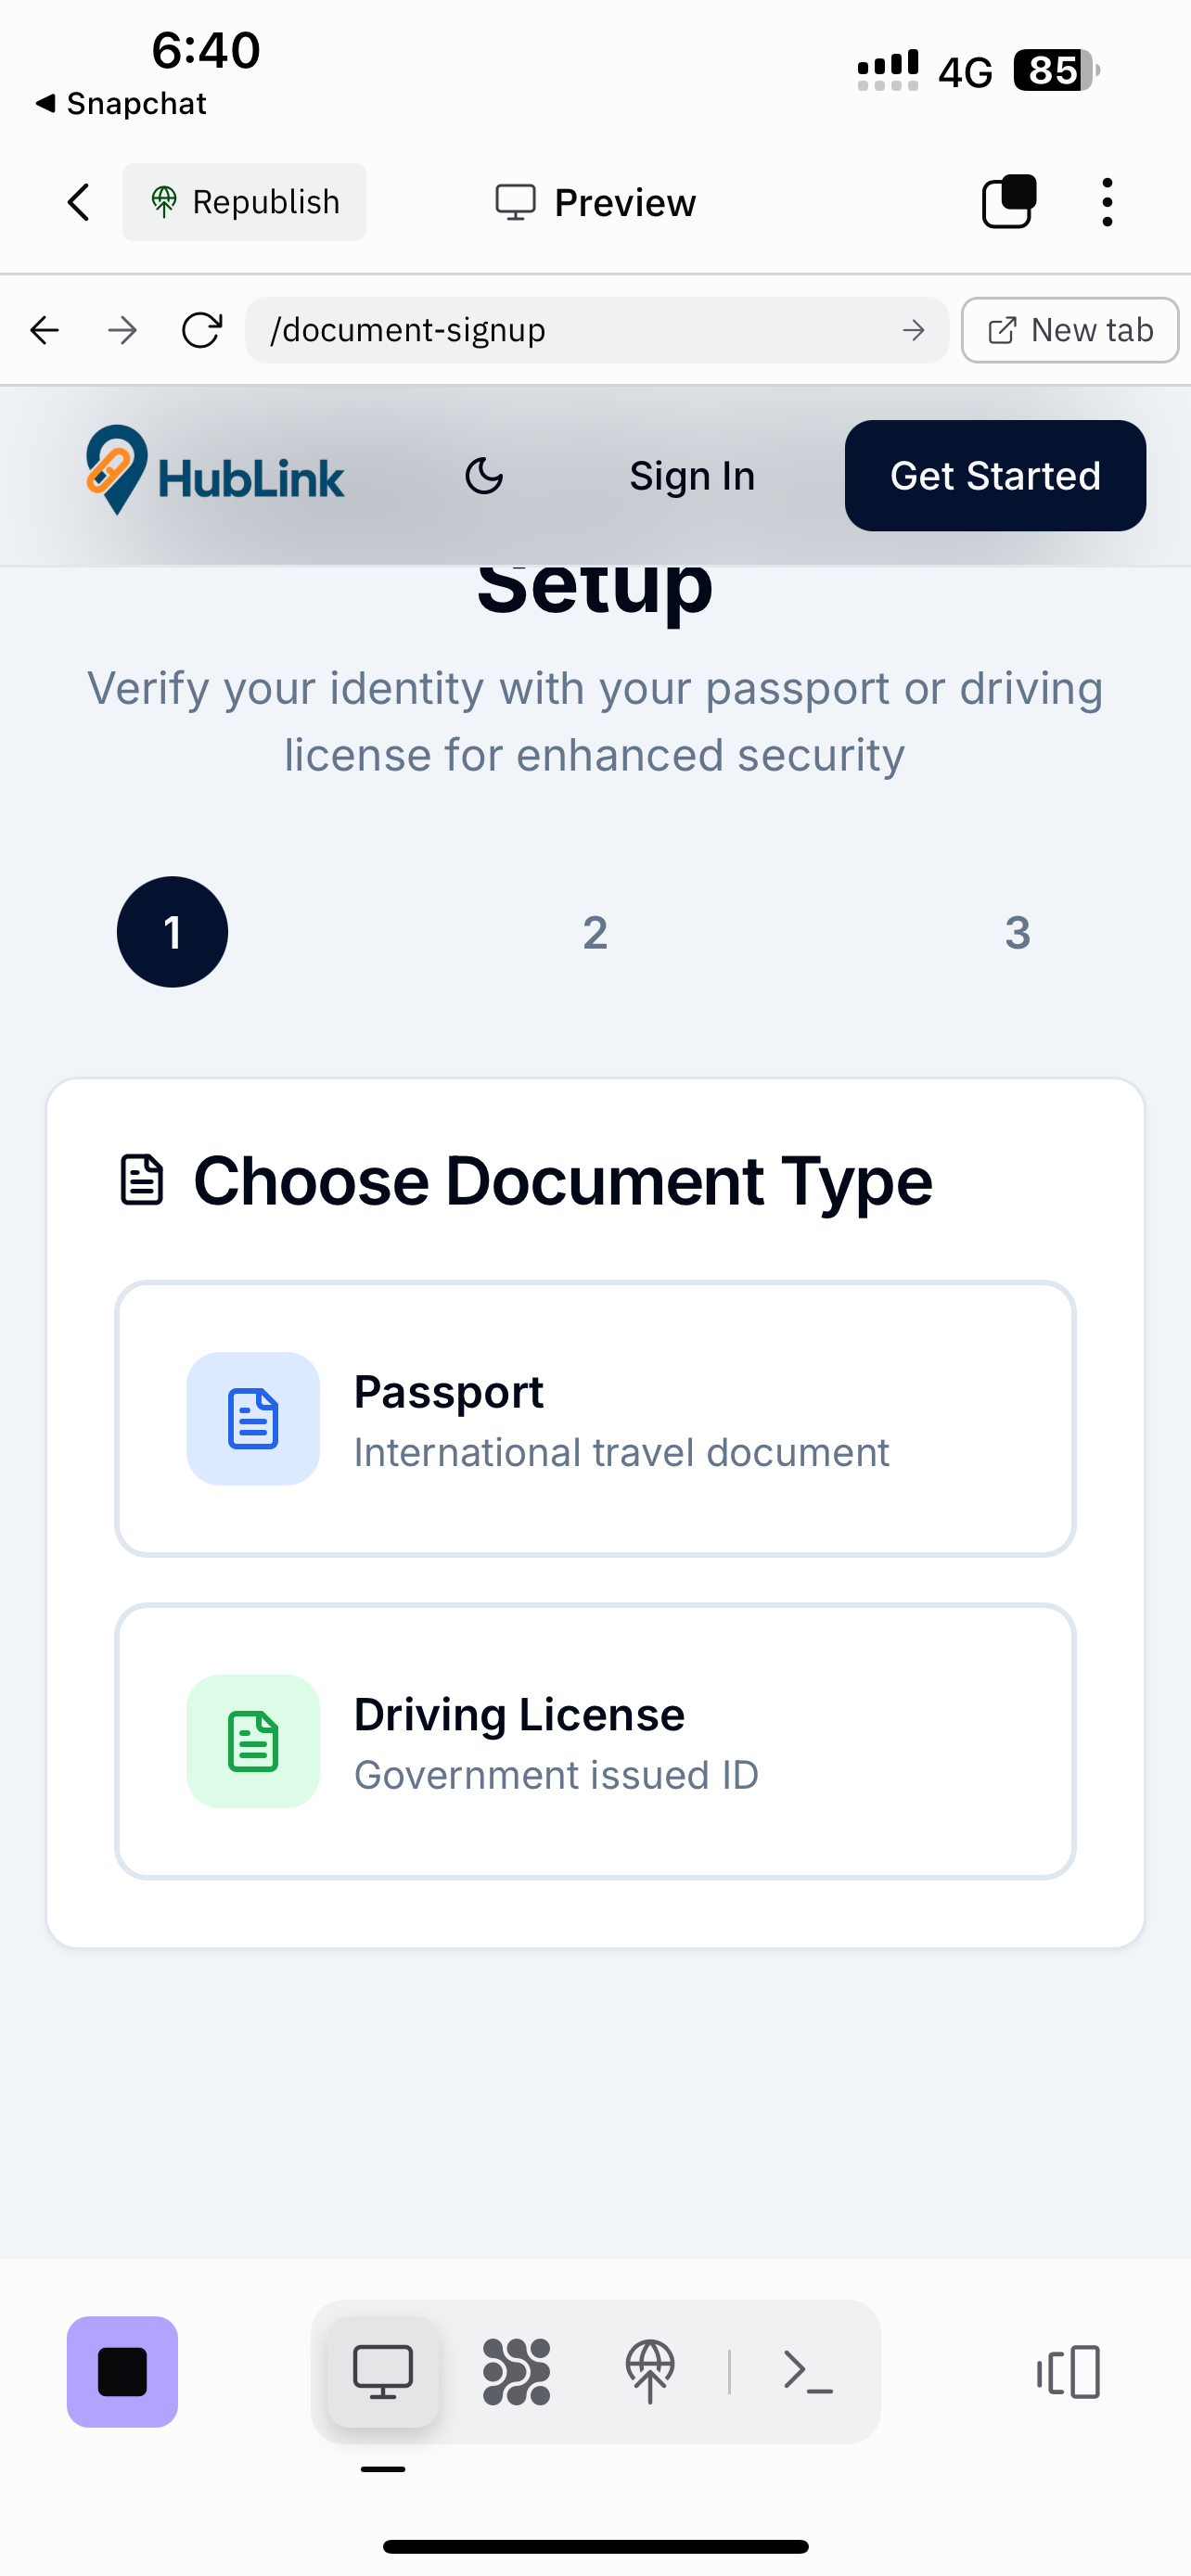 6:40
4G
85
Snapchat
Republish
Preview
/document-signup
New tab
HubLink
Sign In
Get Started
Setup
Verify your identity with your passport or driving
license for enhanced security
1
2
3
Choose Document Type
Passport
International travel document
Driving License
Government issued ID